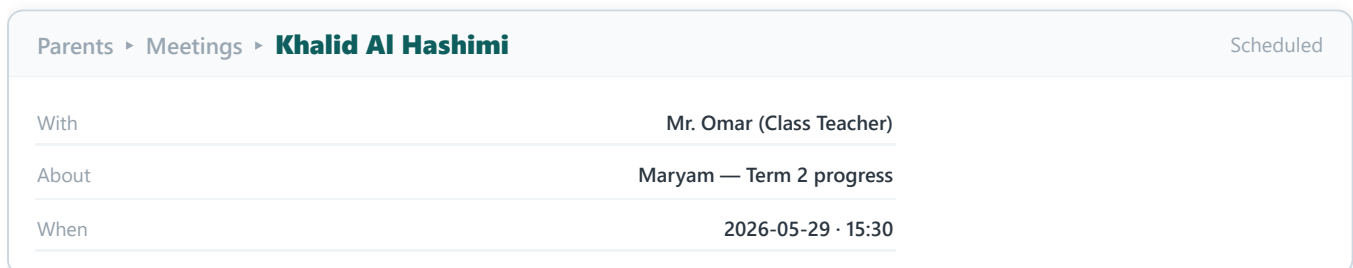 Parents ▸ Meetings ▸ Khalid Al Hashimi Scheduled
With Mr. Omar (Class Teacher)
About Maryam — Term 2 progress
When 2026-05-29 · 15:30